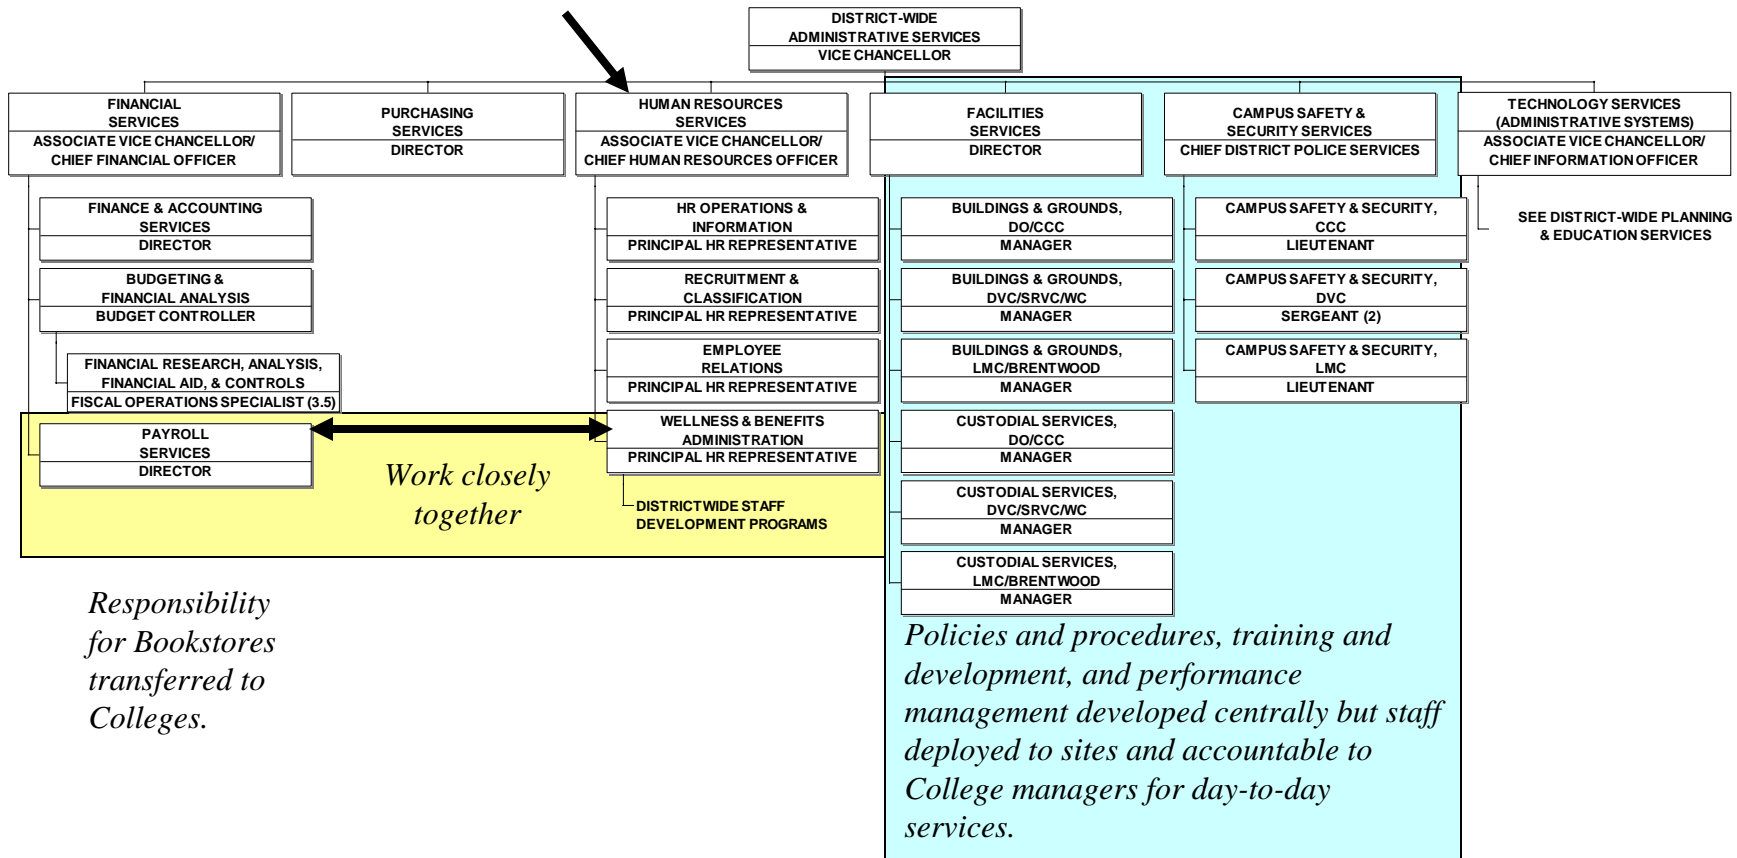 DISTRICT-WIDE
ADMINISTRATIVE SERVICES
VICE CHANCELLOR
FINANCIAL
SERVICES
ASSOCIATE VICE CHANCELLOR/
CHIEF FINANCIAL OFFICER
PURCHASING
SERVICES
DIRECTOR
HUMAN RESOURCES
SERVICES
ASSOCIATE VICE CHANCELLOR/
CHIEF HUMAN RESOURCES OFFICER
FACILITIES
SERVICES
DIRECTOR
CAMPUS SAFETY &
SECURITY SERVICES
CHIEF DISTRICT POLICE SERVICES
TECHNOLOGY SERVICES
(ADMINISTRATIVE SYSTEMS)
ASSOCIATE VICE CHANCELLOR/
CHIEF INFORMATION OFFICER
FINANCE & ACCOUNTING
SERVICES
DIRECTOR
BUDGETING &
FINANCIAL ANALYSIS
BUDGET CONTROLLER
FINANCIAL RESEARCH, ANALYSIS,
FINANCIAL AID, & CONTROLS
FISCAL OPERATIONS SPECIALIST (3.5)
PAYROLL
SERVICES
DIRECTOR
Work closely
together
HR OPERATIONS &
INFORMATION
PRINCIPAL HR REPRESENTATIVE
RECRUITMENT &
CLASSIFICATION
PRINCIPAL HR REPRESENTATIVE
EMPLOYEE
RELATIONS
PRINCIPAL HR REPRESENTATIVE
WELLNESS & BENEFITS
ADMINISTRATION
PRINCIPAL HR REPRESENTATIVE
DISTRICTWIDE STAFF
DEVELOPMENT PROGRAMS
BUILDINGS & GROUNDS,
DO/CCC
MANAGER
BUILDINGS & GROUNDS,
DVC/SRVC/WC
MANAGER
BUILDINGS & GROUNDS,
LMC/BRENTWOOD
MANAGER
CUSTODIAL SERVICES,
DO/CCC
MANAGER
CUSTODIAL SERVICES,
DVC/SRVC/WC
MANAGER
CUSTODIAL SERVICES,
LMC/BRENTWOOD
MANAGER
CAMPUS SAFETY & SECURITY,
CCC
LIEUTENANT
CAMPUS SAFETY & SECURITY,
DVC
SERGEANT (2)
CAMPUS SAFETY & SECURITY,
LMC
LIEUTENANT
SEE DISTRICT-WIDE PLANNING
& EDUCATION SERVICES
Responsibility
for Bookstores
transferred to
Colleges.
Policies and procedures, training and
development, and performance
management developed centrally but staff
deployed to sites and accountable to
College managers for day-to-day
services.